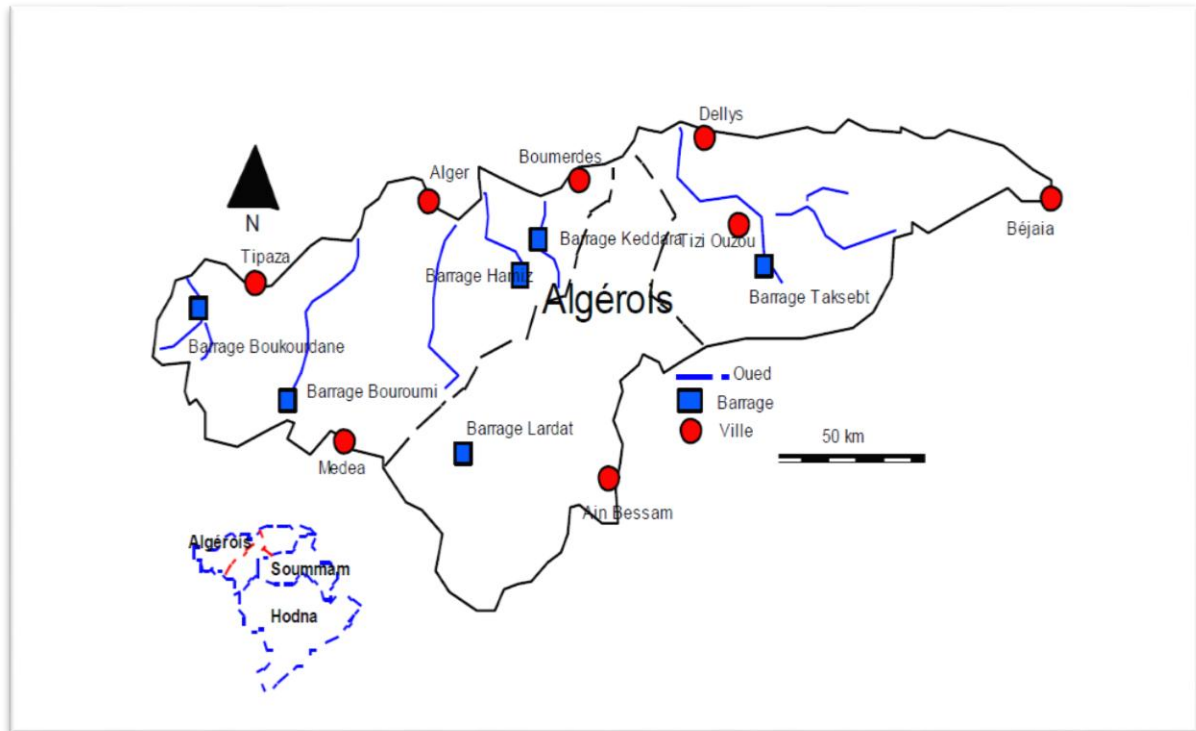 Dellys
Boumerdes
Alger
N
Tipaza
Barrage Keddara
Tizi Ouzou
Béjaia
Barrage Hamiz
Algérois
Barrage Taksebt
Barrage Boukourdane
Barrage Bouroumi
Oued
Barrage
Ville
50 km
Barrage Lardat
Medea
Ain Bessam
Algérois
Soummam
Hodna